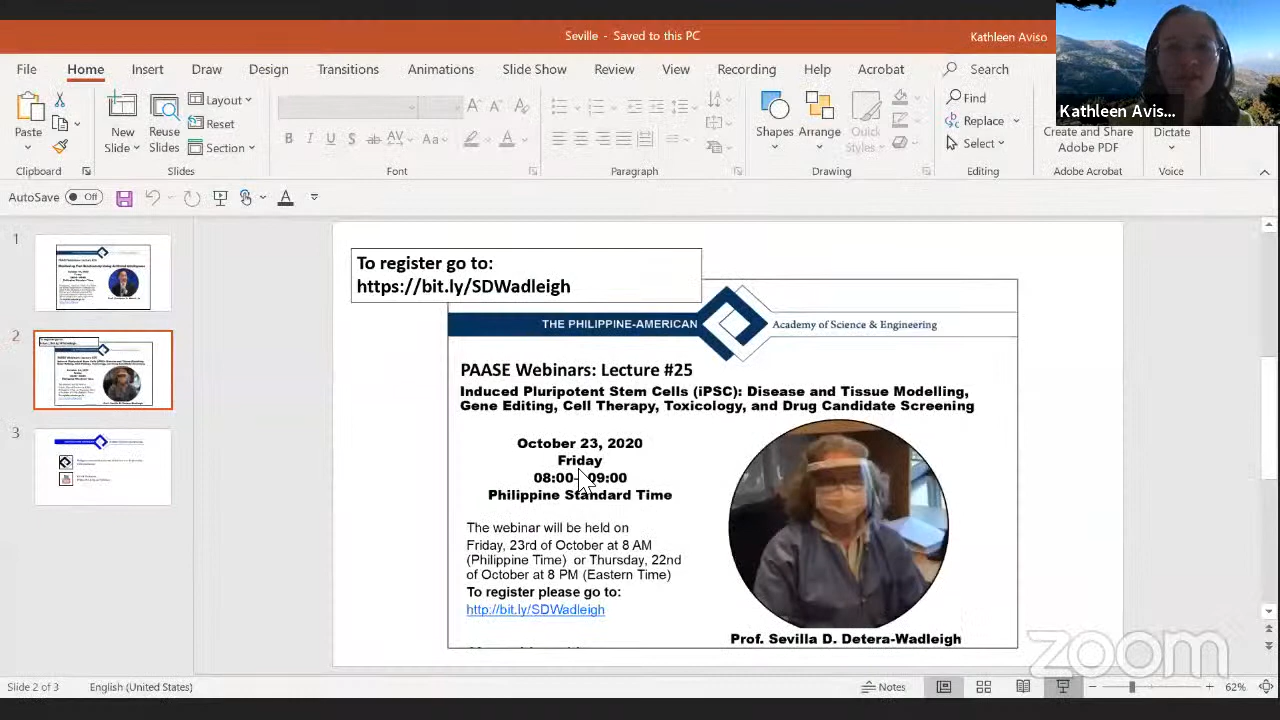 Seville - Saved to this PC
Kathleen Aviso
File Home Insert Draw Design Transitions Animations Slide Show Review View Recording Help Acrobat Search
Kathleen Avis...
Paste
New Slide
Reuse Slides
Layout
Reset
Section
B I U S ab AV Aa A
Shapes
Arrange
Quick Styles
Find
Replace
Select
Create and Share Adobe PDF
Dictate
Clipboard Slides Font Paragraph Drawing Editing Adobe Acrobat Voice
AutoSave Off
1
2
3
To register go to:
https://bit.ly/SDWadleigh
THE PHILIPPINE-AMERICAN Academy of Science & Engineering
PAASE Webinars: Lecture #25
Induced Pluripotent Stem Cells (iPSC): Disease and Tissue Modelling,
Gene Editing, Cell Therapy, Toxicology, and Drug Candidate Screening
October 23, 2020
Friday
08:00- 09:00
Philippine Standard Time
The webinar will be held on
Friday, 23rd of October at 8 AM
(Philippine Time) or Thursday, 22nd
of October at 8 PM (Eastern Time)
To register please go to:
http://bit.ly/SDWadleigh
Prof. Sevilla D. Detera-Wadleigh
zoom
Slide 2 of 3 English (United States) Notes 62%